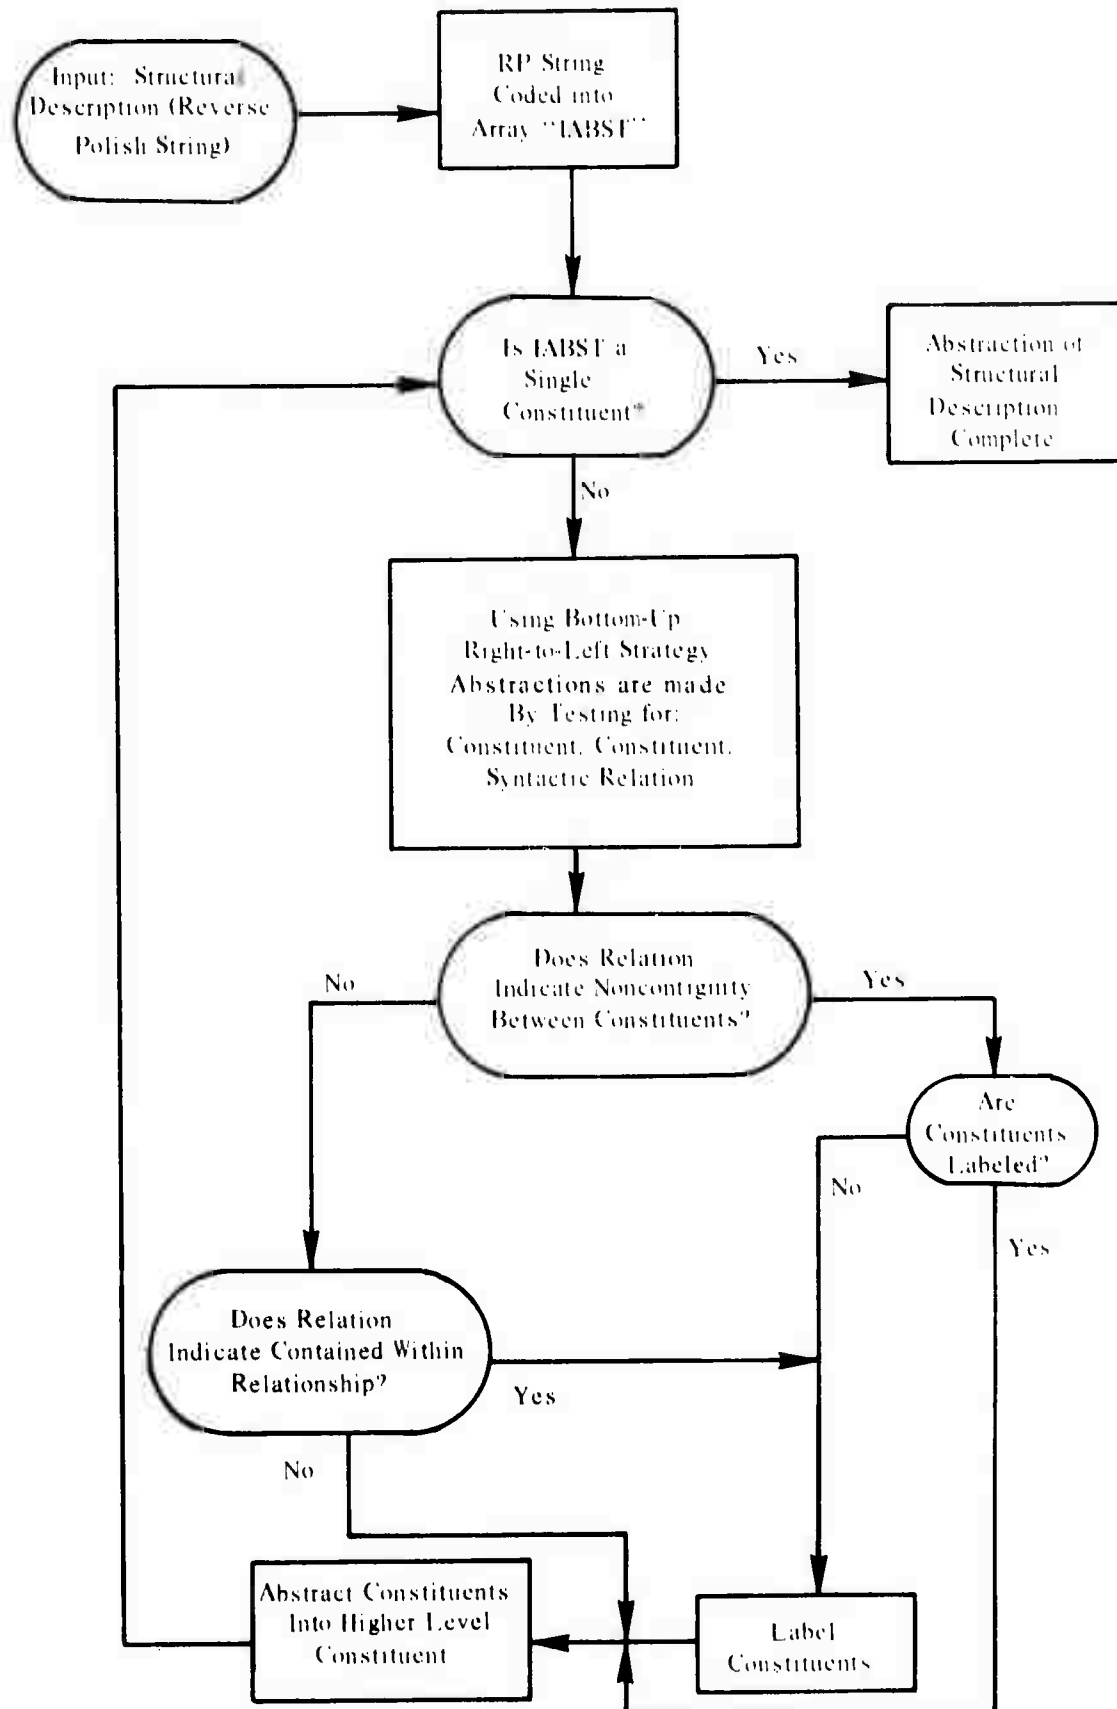 Input: Structural
Description (Reverse
Polish String)
RP String
Coded into
Array "IABST"
Is IABST a
Single
Constituent?
Yes
Abstraction of
Structural
Description
Complete
No
Using Bottom-Up
Right-to-Left Strategy
Abstractions are made
By Testing for:
Constituent, Constituent,
Syntactic Relation
Does Relation
Indicate Noncontiguity
Between Constituents?
No
Yes
Are
Constituents
Labeled?
No
Yes
Does Relation
Indicate Contained Within
Relationship?
Yes
No
Abstract Constituents
Into Higher Level
Constituent
Label
Constituents